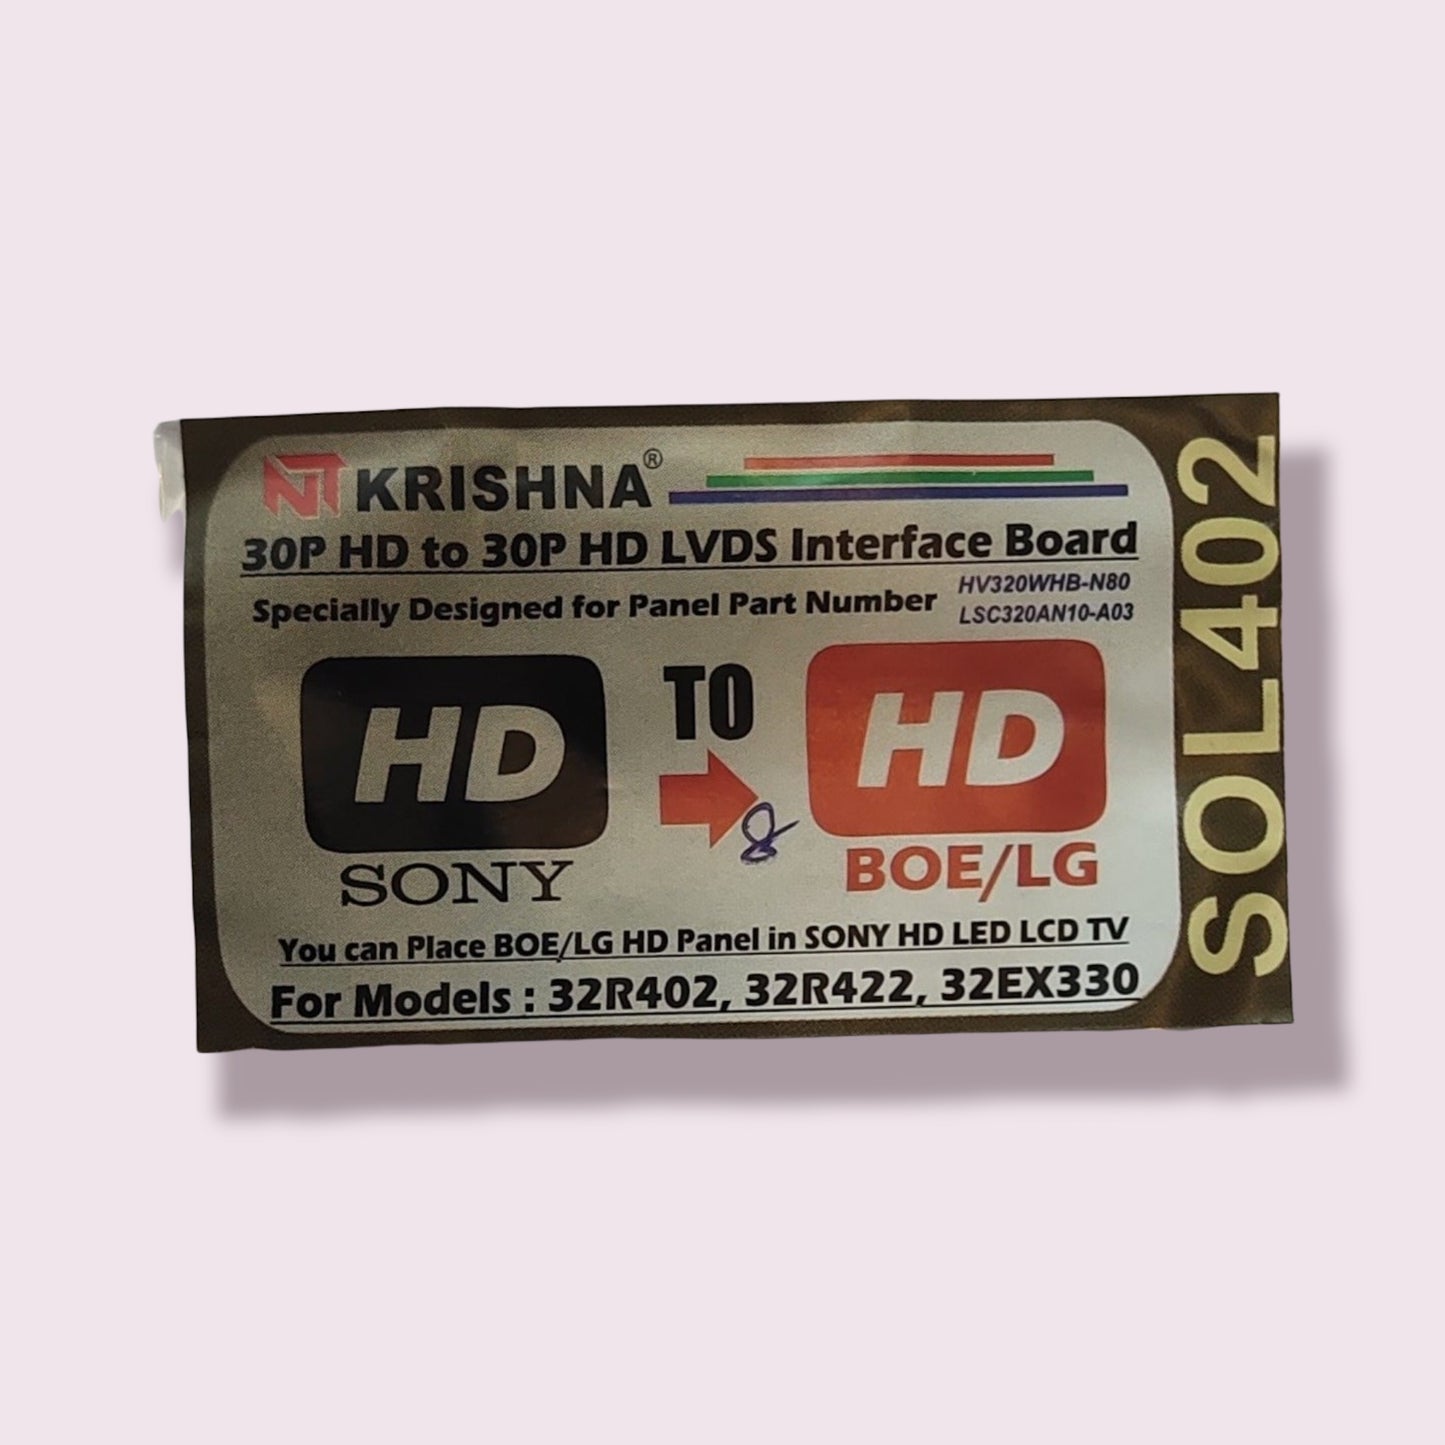 NT KRISHNA®
30P HD to 30P HD LVDS Interface Board
Specially Designed for Panel Part Number
HV320WHB-N80
LSC320AN10-A03
HD
SONY
TO
8
HD
BOE/LG
You can Place BOE/LG HD Panel in SONY HD LED LCD TV
For Models : 32R402, 32R422, 32EX330
SOL402